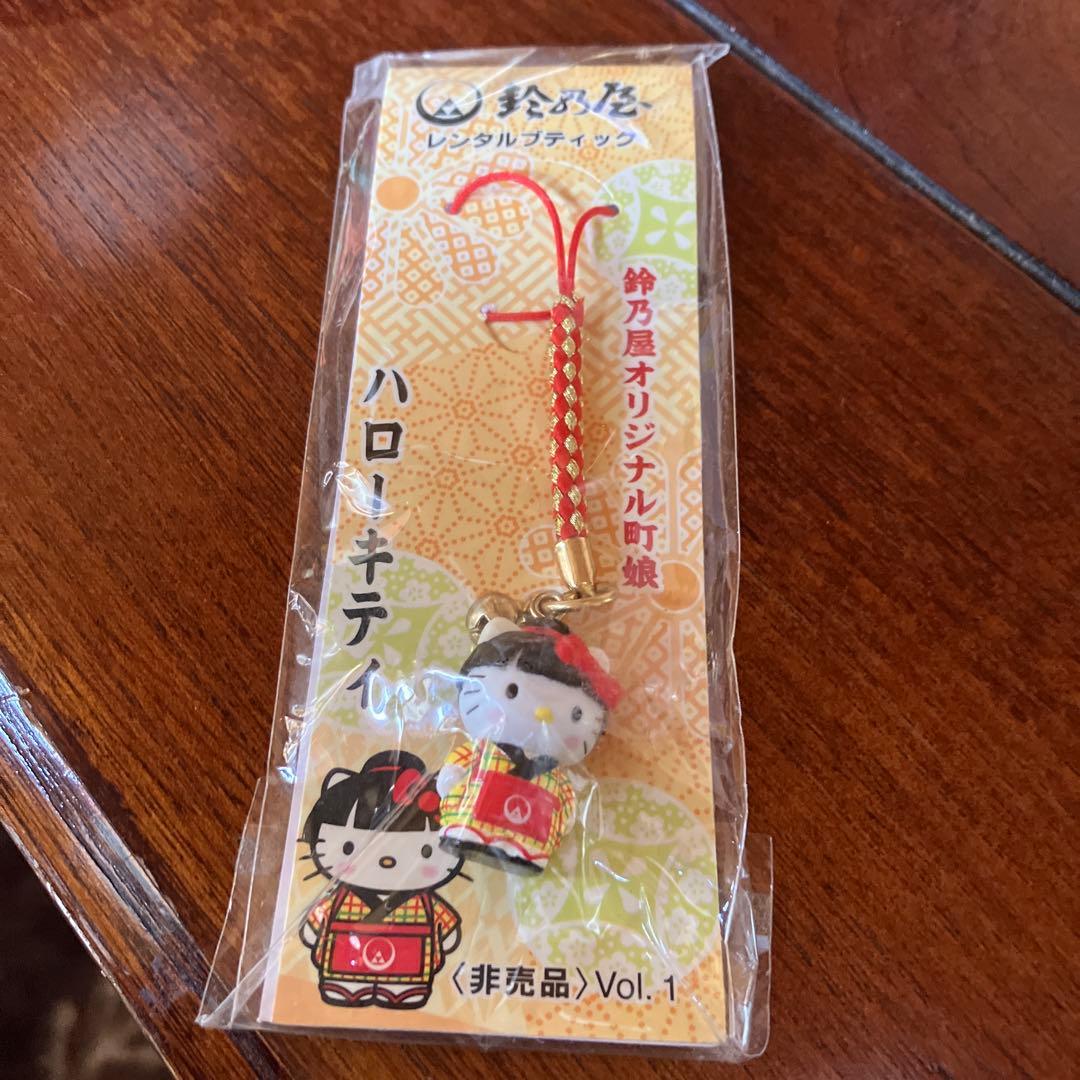 鈴乃屋
レンタルブティック
鈴乃屋オリジナル町娘
ハローキティ
〈非売品〉Vol. 1